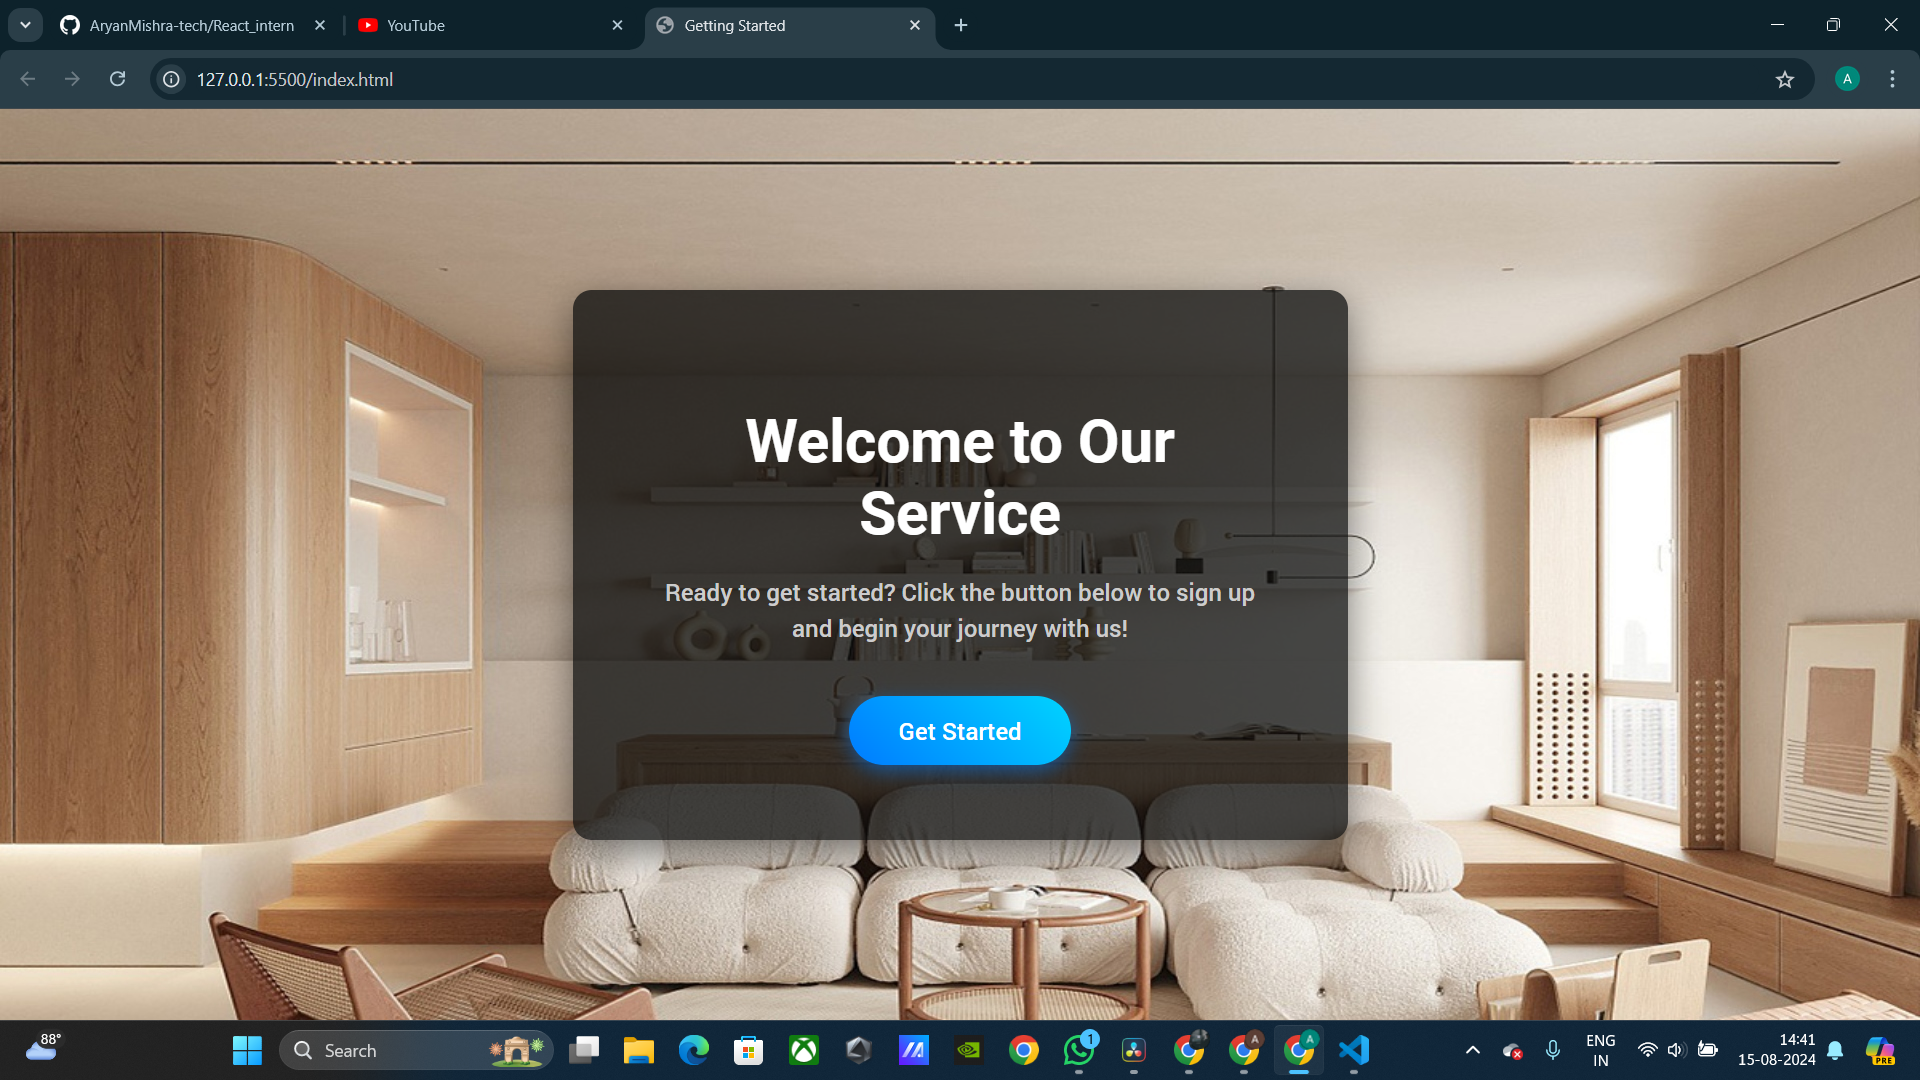 AryanMishra-tech/React_intern
YouTube
Getting Started
127.0.0.1:5500/index.html
A
Welcome to Our
Service
Ready to get started? Click the button below to sign up
and begin your journey with us!
Get Started
88°
Search
1
A
A
ENG
IN
14:41
15-08-2024
PRE